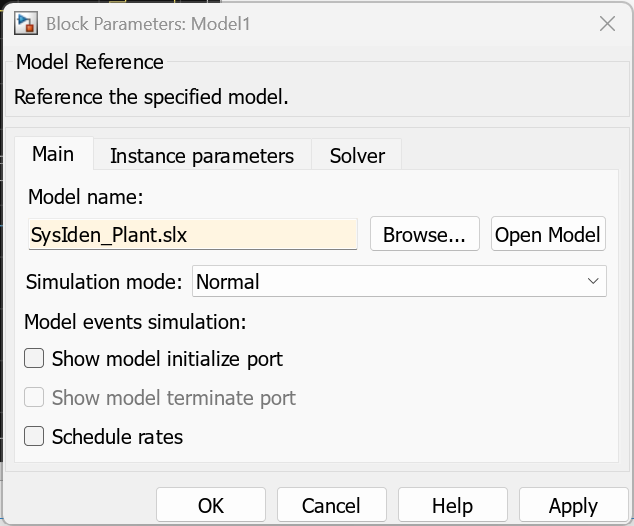 Block Parameters: Model1
Model Reference
Reference the specified model.
Main Instance parameters Solver
Model name:
SysIden_Plant.slx Browse... Open Model
Simulation mode: Normal
Model events simulation:
Show model initialize port
Show model terminate port
Schedule rates
OK Cancel Help Apply